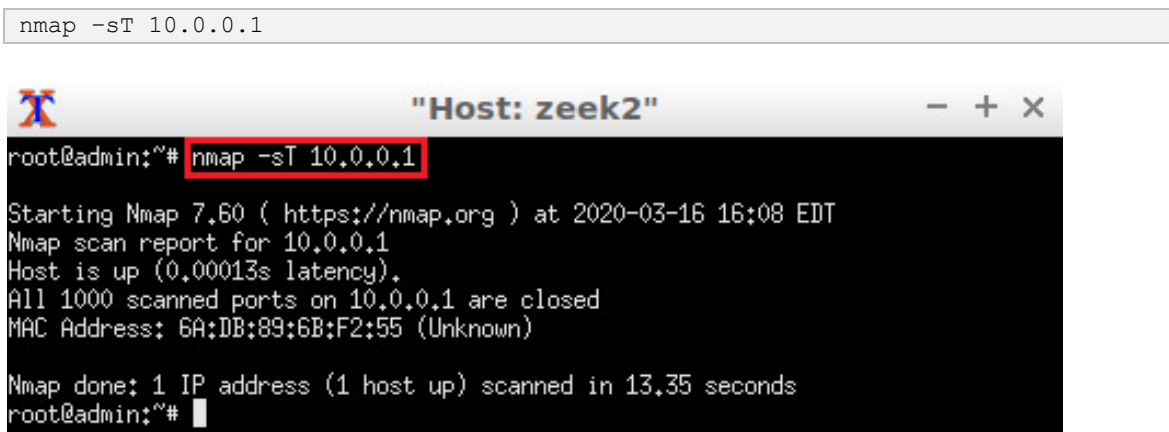 nmap –sT 10.0.0.1
"Host: zeek2"
root@admin:~# nmap -sT 10.0.0.1
Starting Nmap 7.60 ( https://nmap.org ) at 2020-03-16 16:08 EDT
Nmap scan report for 10.0.0.1
Host is up (0.00013s latency).
All 1000 scanned ports on 10.0.0.1 are closed
MAC Address: 6A:DB:89:6B:F2:55 (Unknown)
Nmap done: 1 IP address (1 host up) scanned in 13.35 seconds
root@admin:~#